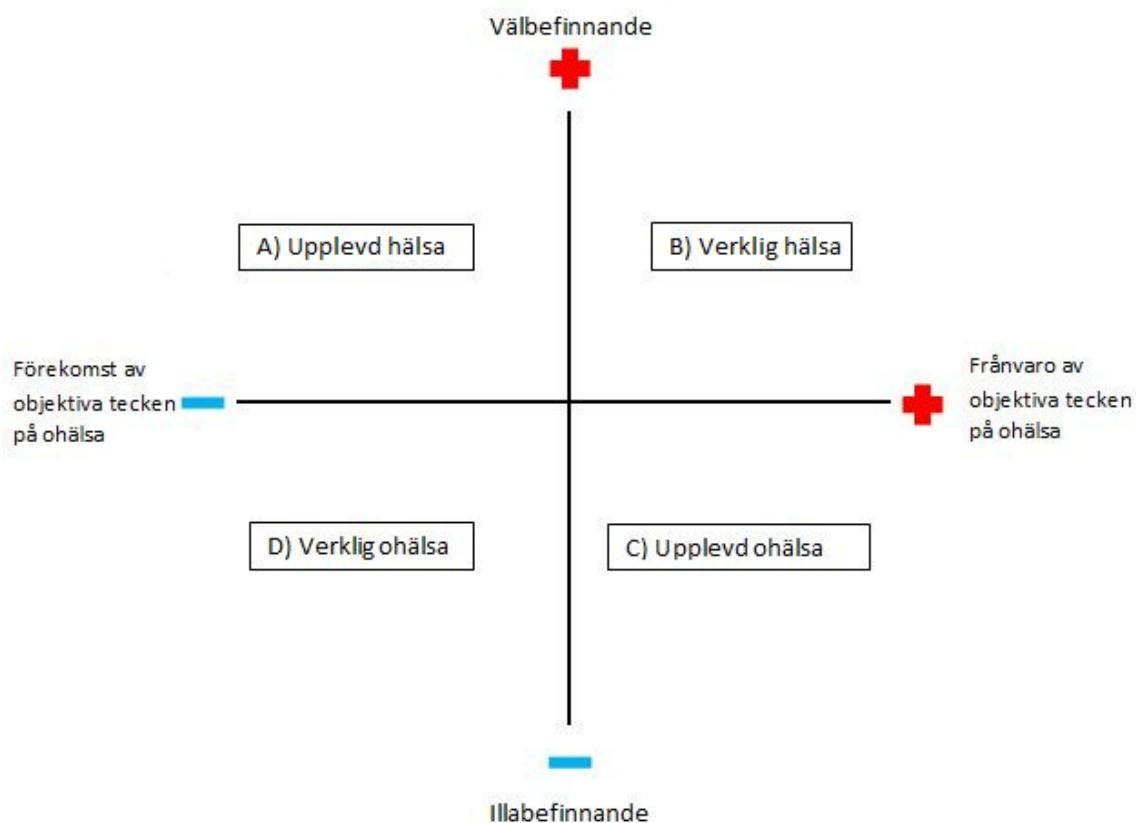 Välbefinnande
A) Upplevd hälsa
B) Verklig hälsa
Förekomst av
objektiva tecken
på ohälsa
Frånvaro av
objektiva tecken
på ohälsa
D) Verklig ohälsa
C) Upplevd ohälsa
Illabefinnande